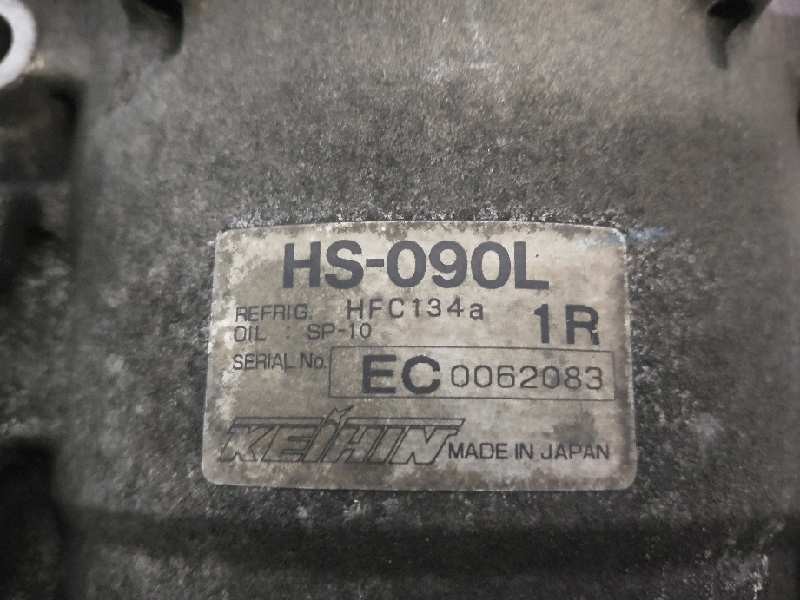 HS-090L
REFRIG. HFC134a
OIL : SP-10 1R
SERIAL No. EC 0062083
KEIHIN MADE IN JAPAN